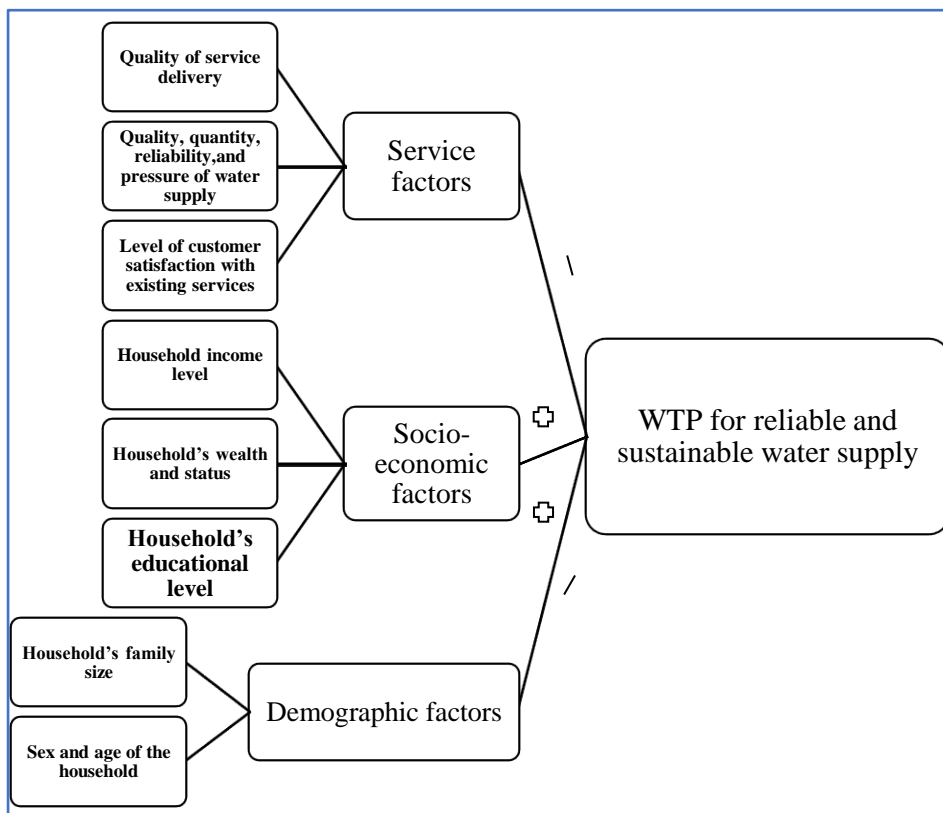 Quality of service
delivery
Quality, quantity,
reliability,and
pressure of water
supply
Level of customer
satisfaction with
existing services
Service
factors
Household income
level
Household’s wealth
and status
Household’s
educational
level
Socio-
economic
factors
Household’s family
size
Sex and age of the
household
Demographic factors
WTP for reliable and
sustainable water supply